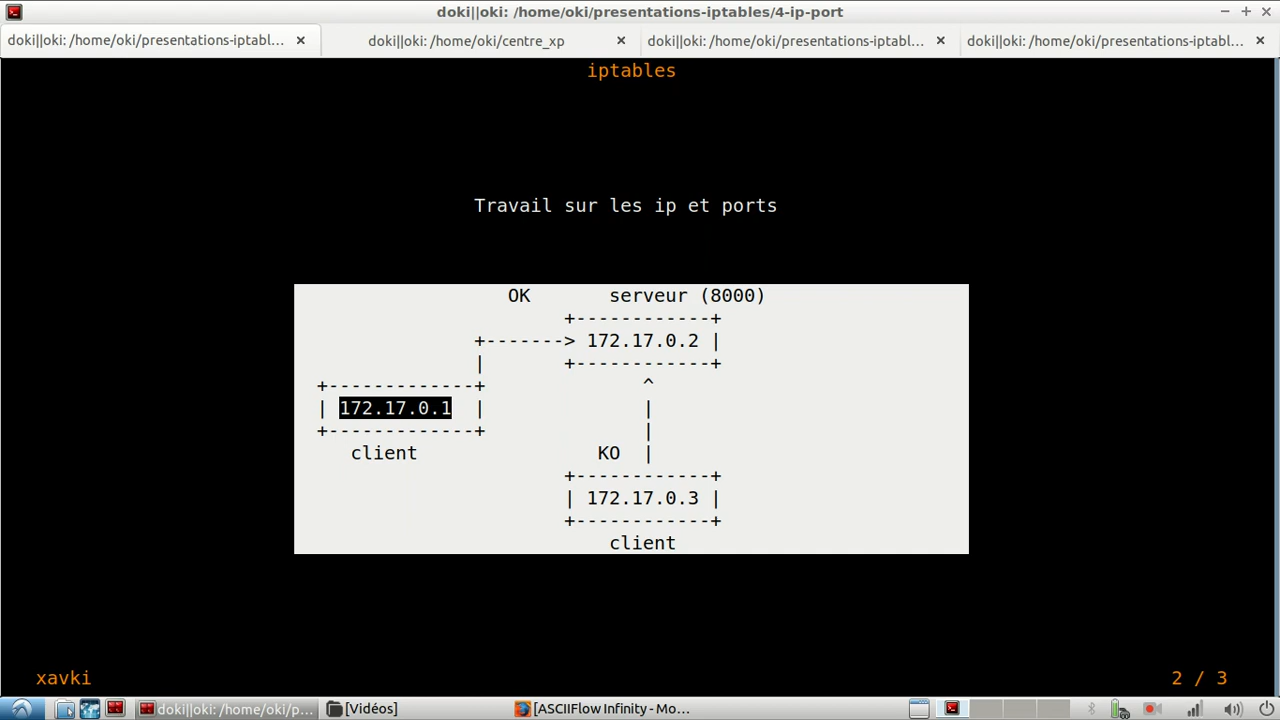 doki||oki: /home/oki/presentations-iptables/4-ip-port
doki||oki: /home/oki/presentations-iptabl...
doki||oki: /home/oki/centre_xp
doki||oki: /home/oki/presentations-iptabl...
doki||oki: /home/oki/presentations-iptabl...
iptables
Travail sur les ip et ports
OK serveur (8000)
+------------+
+-------> 172.17.0.2 |
| +------------+
+-------------+ ^
| 172.17.0.1 | |
+-------------+ |
client KO |
+------------+
| 172.17.0.3 |
+------------+
client
xavki 2 / 3
doki||oki: /home/oki/p...
[Vidéos]
[ASCIIFlow Infinity - Mo...